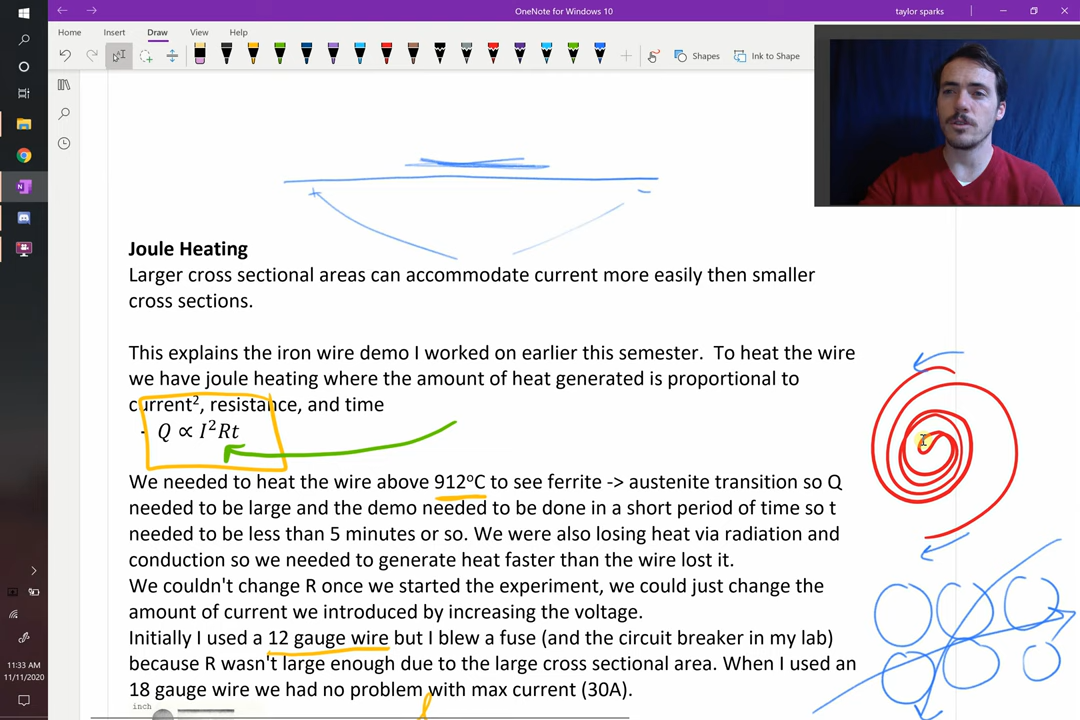 OneNote for Windows 10
taylor sparks
Home Insert Draw View Help
Shapes
Ink to Shape
+ -
Joule Heating
Larger cross sectional areas can accommodate current more easily then smaller
cross sections.
This explains the iron wire demo I worked on earlier this semester. To heat the wire
we have joule heating where the amount of heat generated is proportional to
current², resistance, and time
- Q ∝ I²Rt
We needed to heat the wire above 912°C to see ferrite -> austenite transition so Q
needed to be large and the demo needed to be done in a short period of time so t
needed to be less than 5 minutes or so. We were also losing heat via radiation and
conduction so we needed to generate heat faster than the wire lost it.
We couldn't change R once we started the experiment, we could just change the
amount of current we introduced by increasing the voltage.
Initially I used a 12 gauge wire but I blew a fuse (and the circuit breaker in my lab)
because R wasn't large enough due to the large cross sectional area. When I used an
18 gauge wire we had no problem with max current (30A).
inch
11:33 AM
11/11/2020